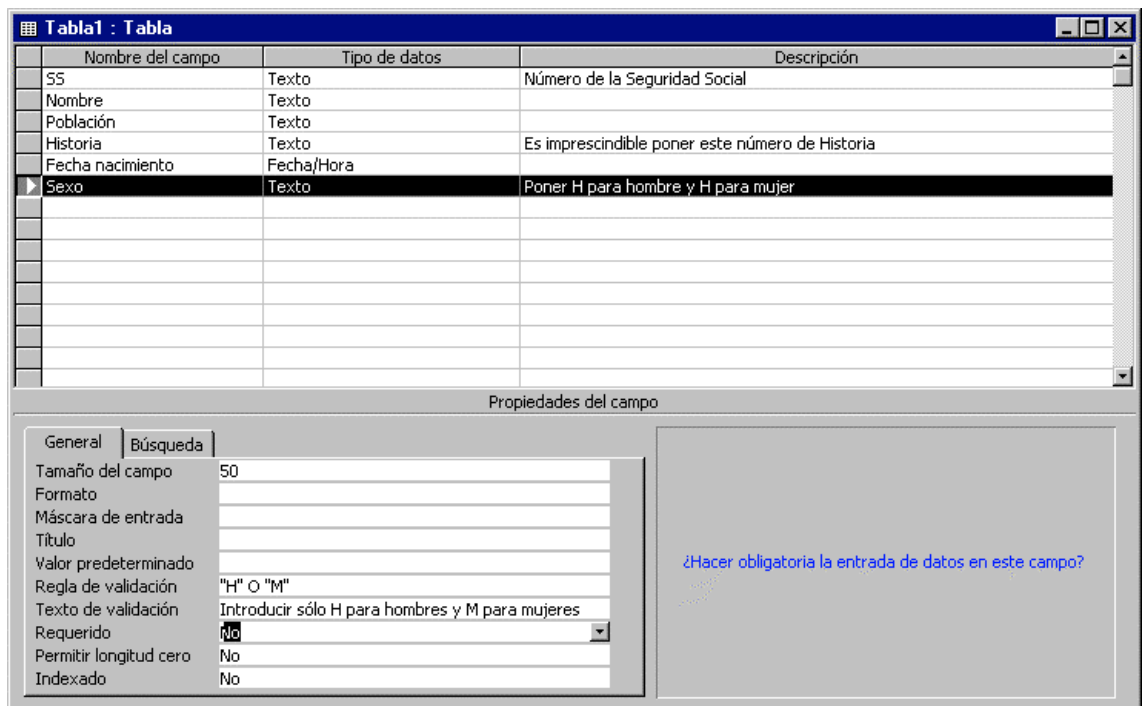 Tabla1 : Tabla
Nombre del campo Tipo de datos Descripción
SS Texto Número de la Seguridad Social
Nombre Texto
Población Texto
Historia Texto Es imprescindible poner este número de Historia
Fecha nacimiento Fecha/Hora
Sexo Texto Poner H para hombre y H para mujer
Propiedades del campo
General Búsqueda
Tamaño del campo 50
Formato
Máscara de entrada
Título
Valor predeterminado
Regla de validación "H" O "M"
Texto de validación Introducir sólo H para hombres y M para mujeres
Requerido No
Permitir longitud cero No
Indexado No
¿Hacer obligatoria la entrada de datos en este campo?